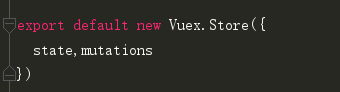 export default new Vuex.Store({
  state,mutations
})